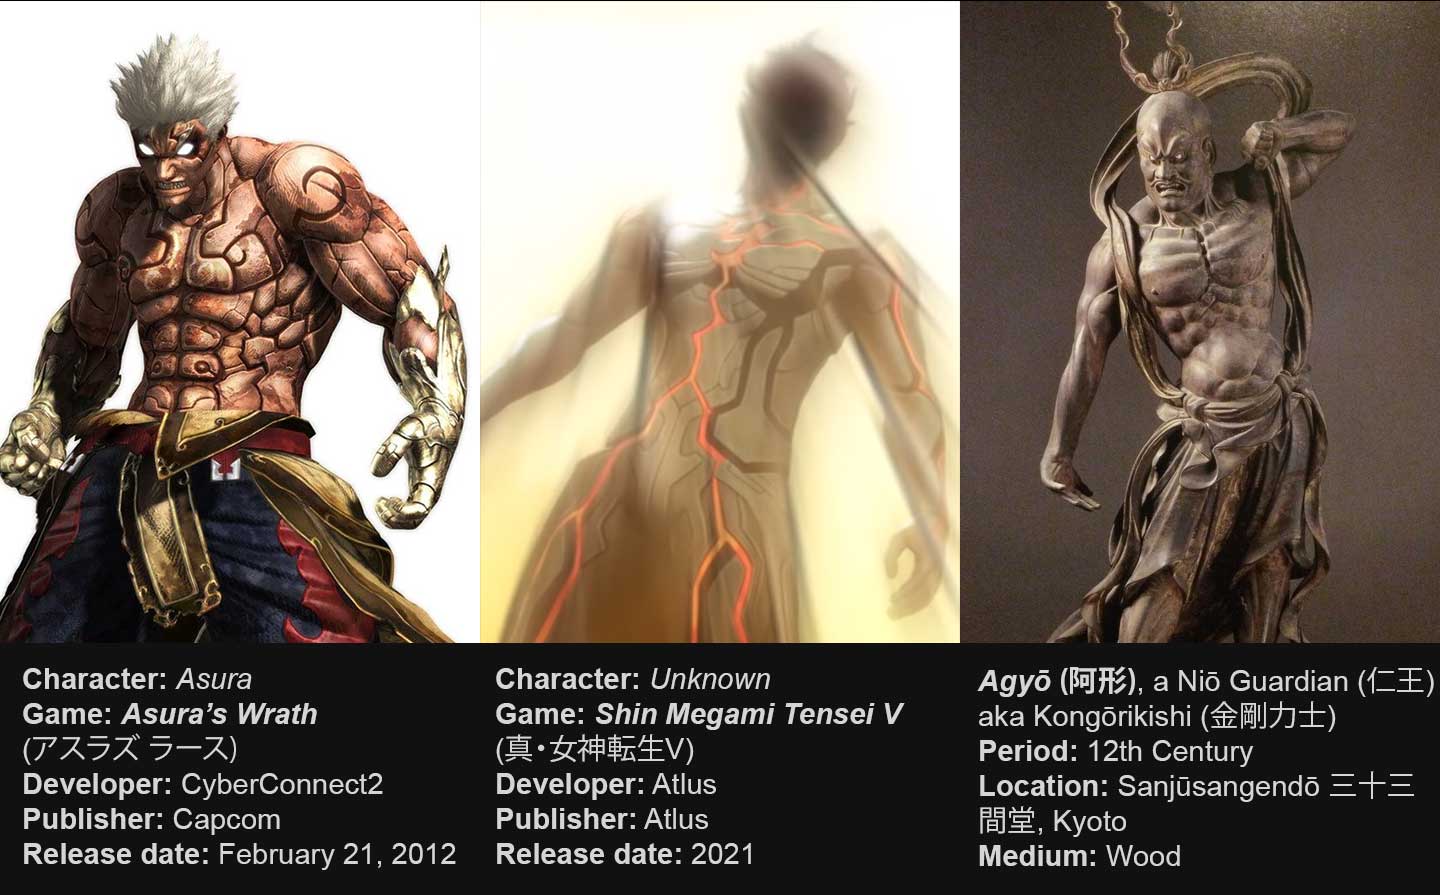 Character: Asura
Game: Asura's Wrath
(アスラズ ラース)
Developer: CyberConnect2
Publisher: Capcom
Release date: February 21, 2012
Character: Unknown
Game: Shin Megami Tensei V
(真・女神転生V)
Developer: Atlus
Publisher: Atlus
Release date: 2021
Agyō (阿形), a Niō Guardian (仁王)
aka Kongōrikishi (金剛力士)
Period: 12th Century
Location: Sanjūsangendō 三十三
間堂, Kyoto
Medium: Wood